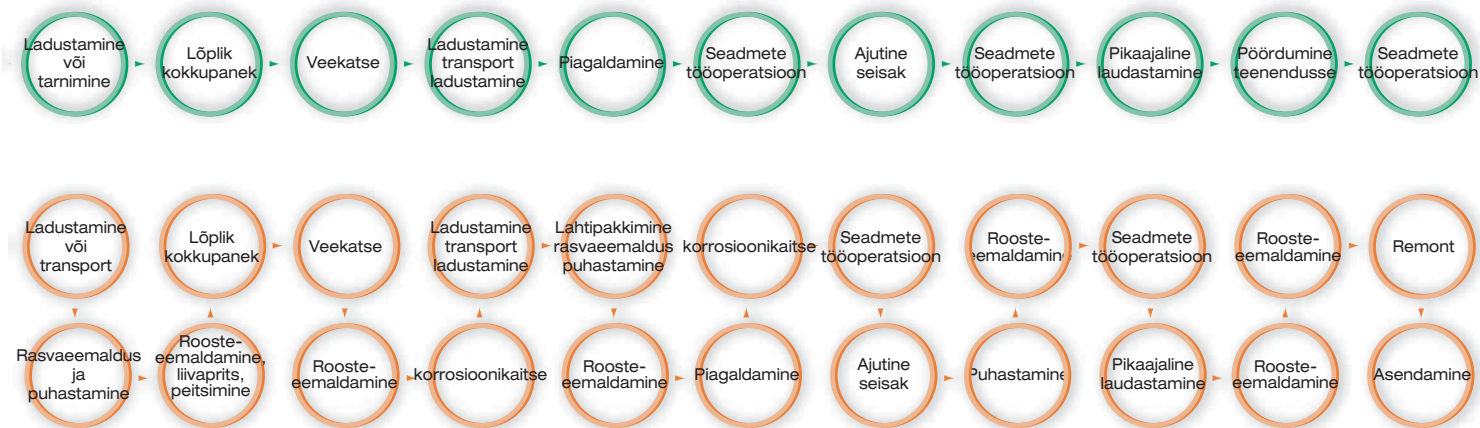 Ladustamine
või
tarnimine
Lõplik
kokkupanek
Veekatse
Ladustamine
transport
ladustamine
Piagaldamine
Seadmete
tööoperatsioon
Ajutine
seisak
Seadmete
tööoperatsioon
Pikaajaline
laudastamine
Pöördumine
teenendusse
Seadmete
tööoperatsioon
Ladustamine
või
transport
Lõplik
kokkupanek
Veekatse
Ladustamine
transport
ladustamine
Lahtipakkimine
rasvaeemaldus
puhastamine
korrosioonikaitse
Seadmete
tööoperatsioon
Rooste-
eemaldamine
Seadmete
tööoperatsioon
Rooste-
eemaldamine
Remont
Rasvaeemaldus
ja
puhastamine
Rooste-
eemaldamine,
liivaprits,
peitsimine
Rooste-
eemaldamine
korrosioonikaitse
Rooste-
eemaldamine
Piagaldamine
Ajutine
seisak
Puhastamine
Pikaajaline
laudastamine
Rooste-
eemaldamine
Asendamine